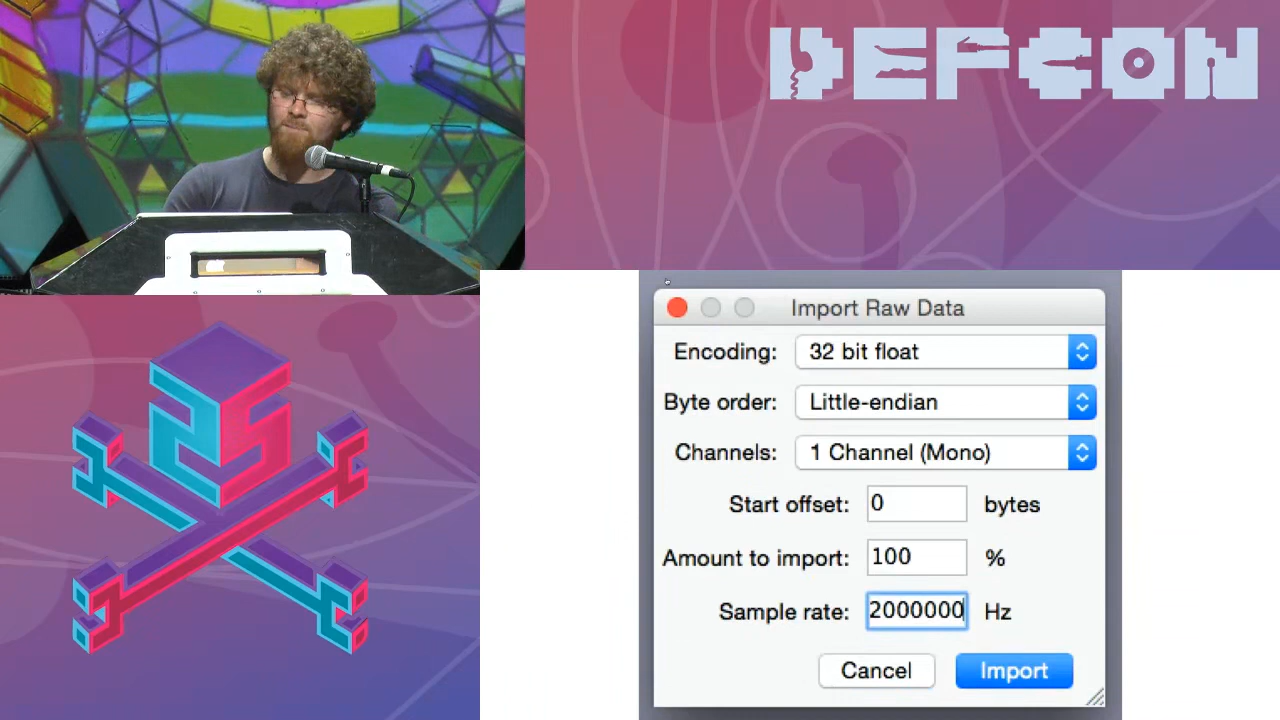 DEFCON
Import Raw Data
Encoding: 32 bit float
Byte order: Little-endian
Channels: 1 Channel (Mono)
Start offset: 0 bytes
Amount to import: 100 %
Sample rate: 2000000 Hz
Cancel Import
25